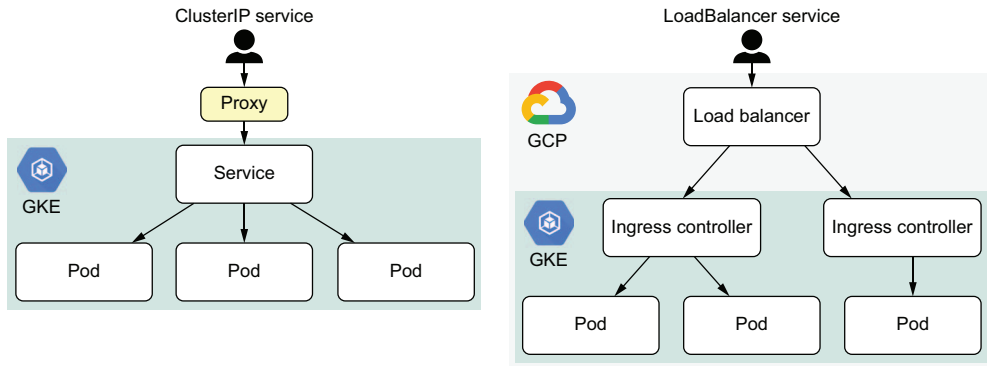 ClusterIP service
Proxy
GKE
Service
Pod
Pod
Pod
LoadBalancer service
GCP
Load balancer
GKE
Ingress controller
Ingress controller
Pod
Pod
Pod